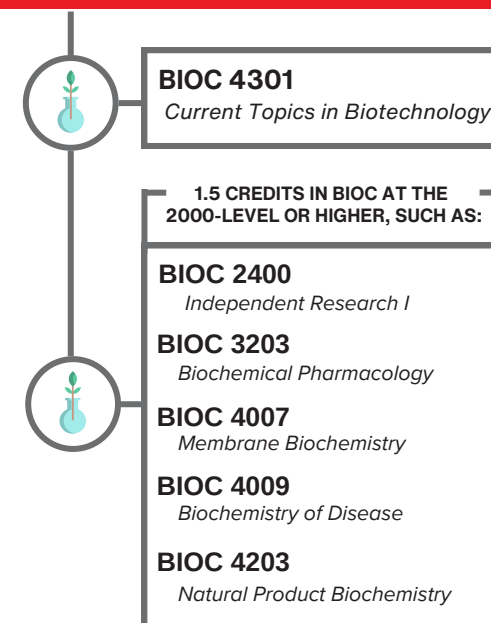 BIOC 4301
Current Topics in Biotechnology
1.5 CREDITS IN BIOC AT THE
2000-LEVEL OR HIGHER, SUCH AS:
BIOC 2400
Independent Research I
BIOC 3203
Biochemical Pharmacology
BIOC 4007
Membrane Biochemistry
BIOC 4009
Biochemistry of Disease
BIOC 4203
Natural Product Biochemistry